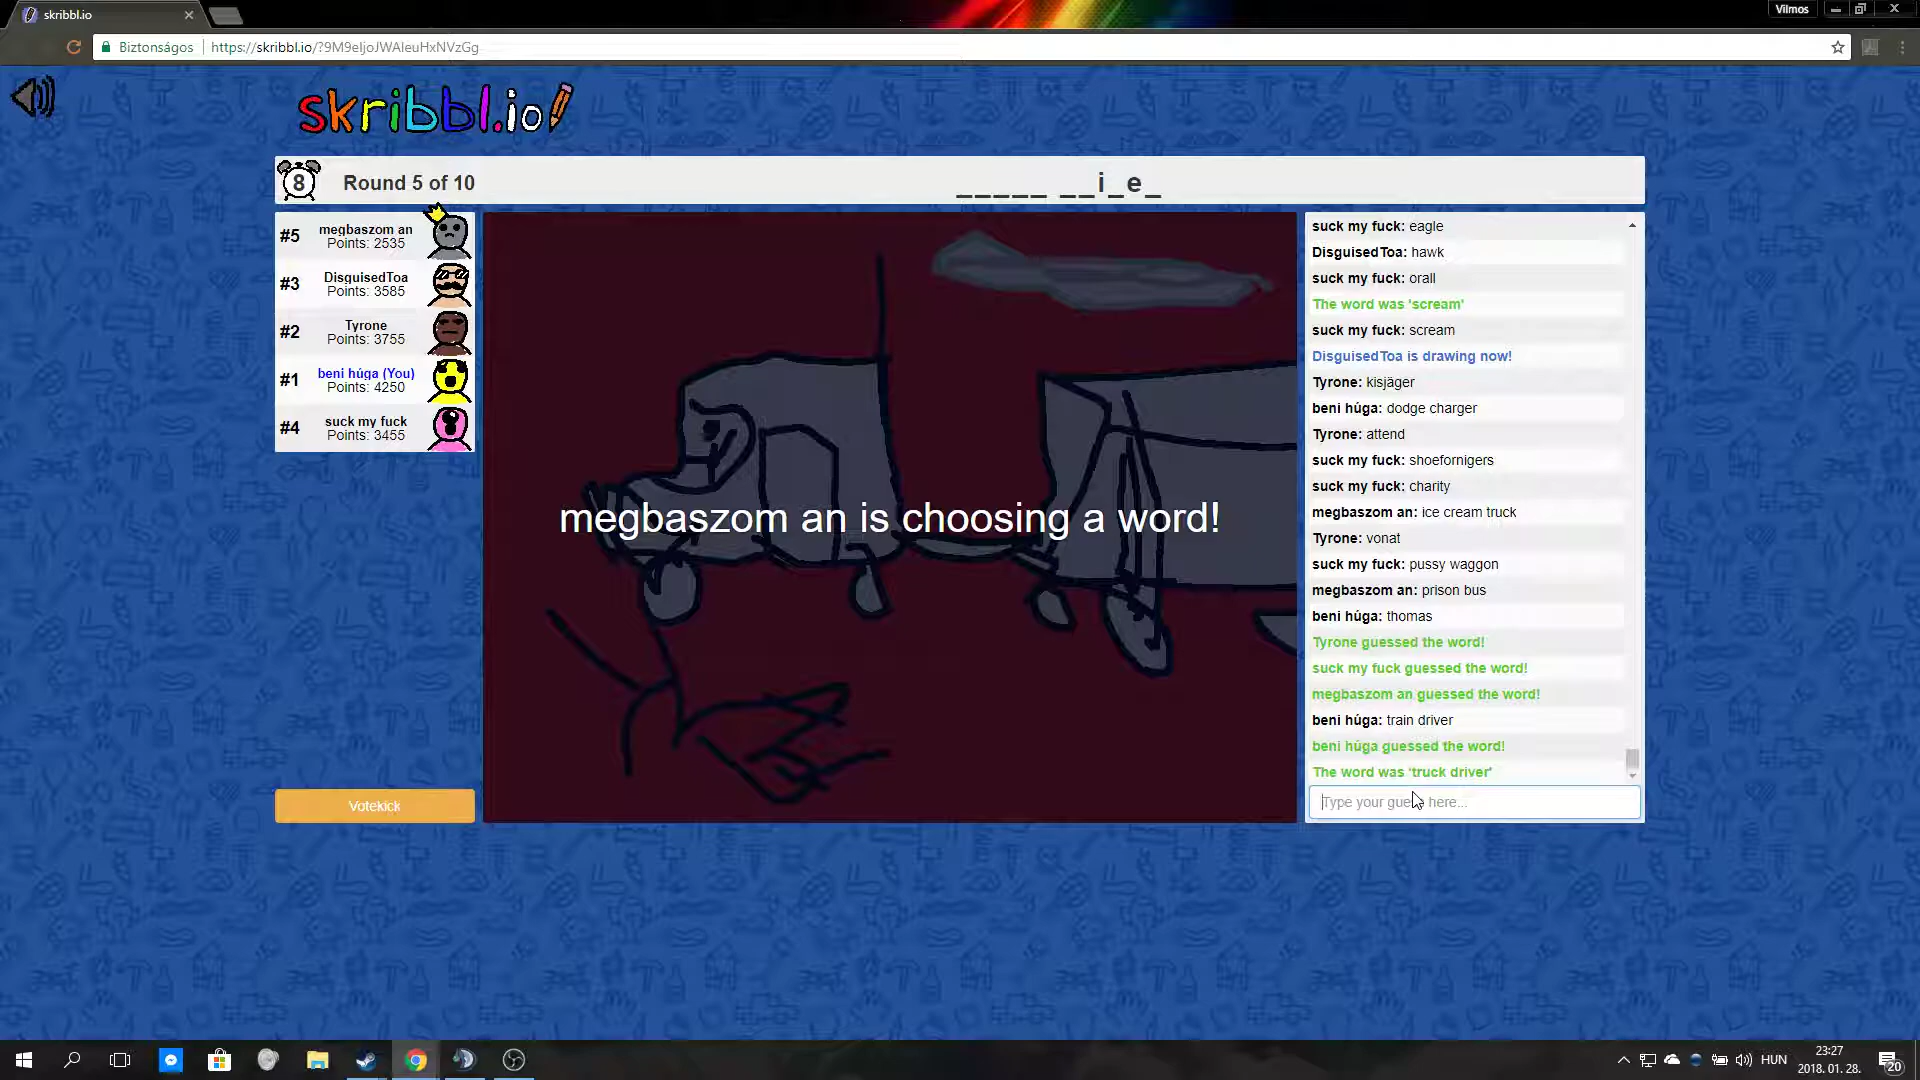 skribbl.io
Vilmos
Biztonságos
https://skribbl.io/?9M9eljoJWAleuHxNVzGg
skribbl.io
8
Round 5 of 10
_____ __i_e_
#5
megbaszom an
Points: 2535
#3
DisguisedToa
Points: 3585
#2
Tyrone
Points: 3755
#1
beni húga (You)
Points: 4250
#4
suck my fuck
Points: 3455
Votekick
megbaszom an is choosing a word!
suck my fuck: eagle
DisguisedToa: hawk
suck my fuck: orall
The word was 'scream'
suck my fuck: scream
DisguisedToa is drawing now!
Tyrone: kisjäger
beni húga: dodge charger
Tyrone: attend
suck my fuck: shoefornigers
suck my fuck: charity
megbaszom an: ice cream truck
Tyrone: vonat
suck my fuck: pussy waggon
megbaszom an: prison bus
beni húga: thomas
Tyrone guessed the word!
suck my fuck guessed the word!
megbaszom an guessed the word!
beni húga: train driver
beni húga guessed the word!
The word was 'truck driver'
Type your guess here...
HUN
23:27
2018. 01. 28.
20